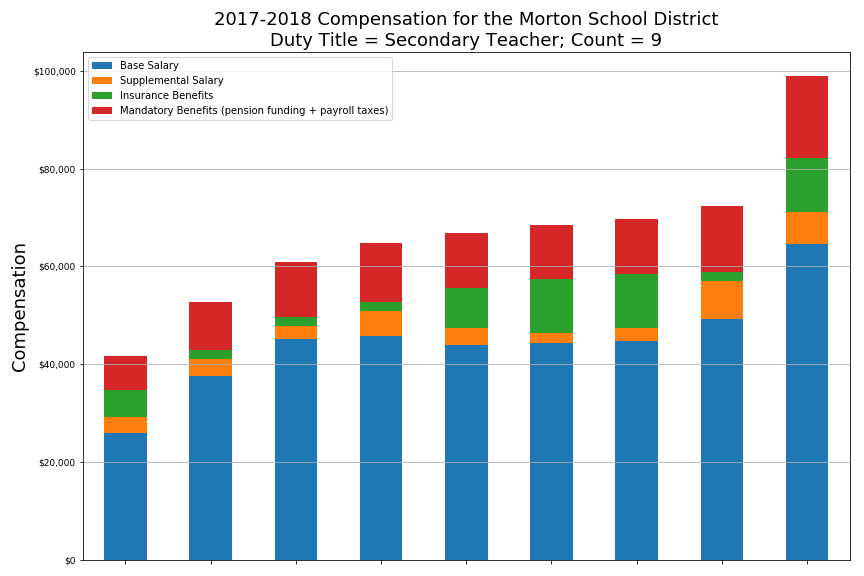 2017-2018 Compensation for the Morton School District
Duty Title = Secondary Teacher; Count = 9
Base Salary
Supplemental Salary
Insurance Benefits
Mandatory Benefits (pension funding + payroll taxes)
$100,000
$80,000
$60,000
$40,000
$20,000
$0
Compensation